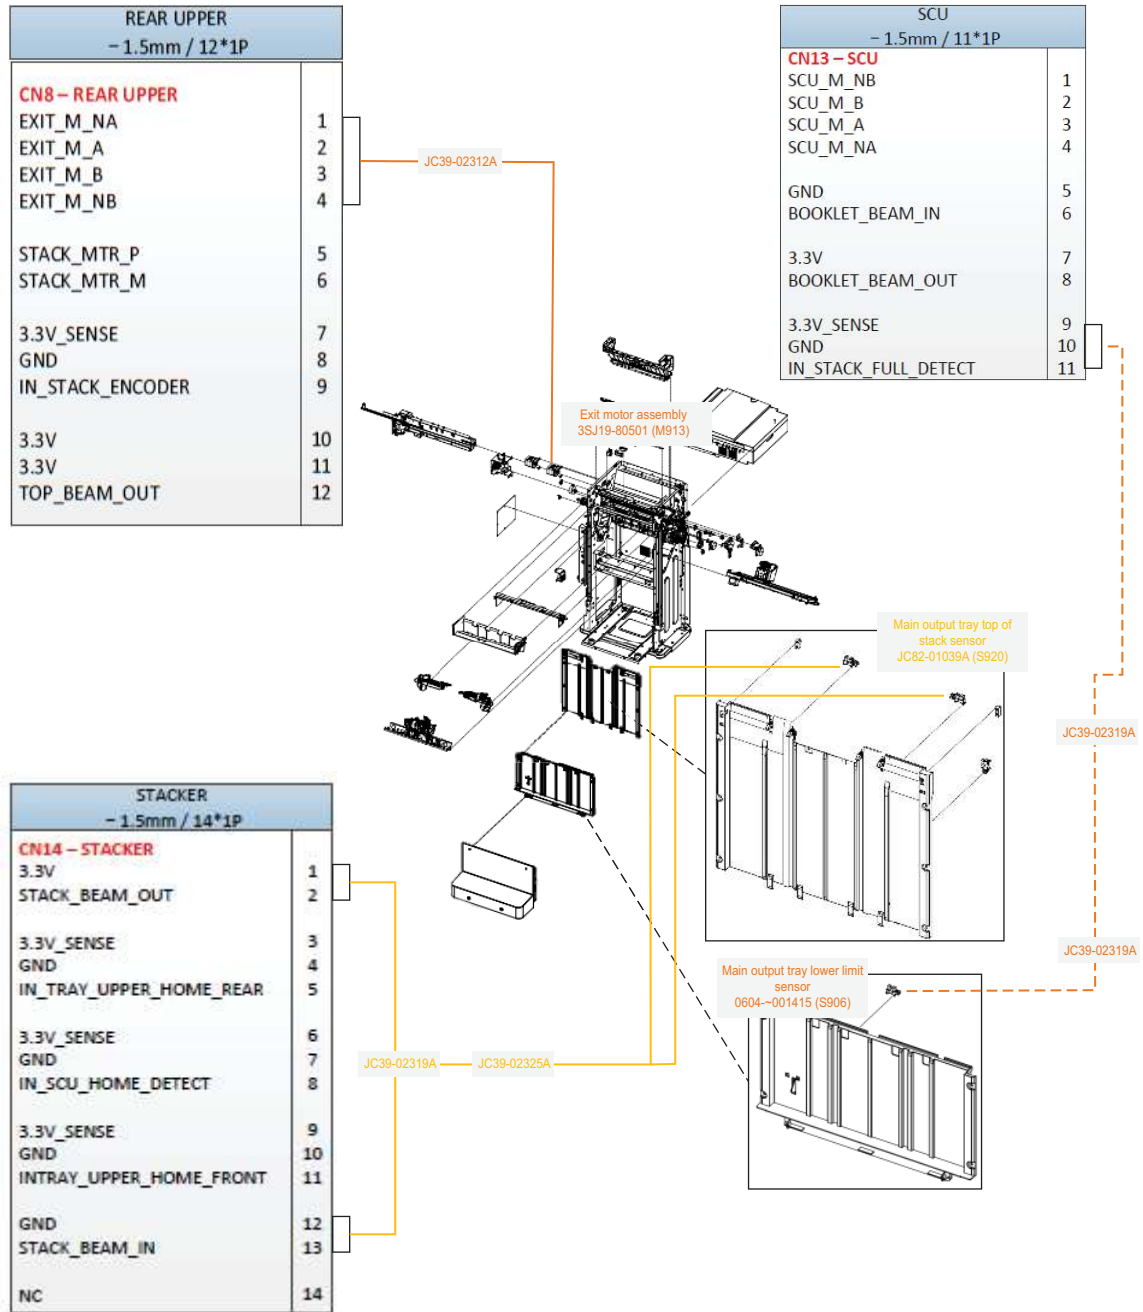 REAR UPPER
– 1.5mm / 12*1P
CN8 – REAR UPPER
EXIT_M_NA 1
EXIT_M_A 2
EXIT_M_B 3
EXIT_M_NB 4
STACK_MTR_P 5
STACK_MTR_M 6
3.3V_SENSE 7
GND 8
IN_STACK_ENCODER 9
3.3V 10
3.3V 11
TOP_BEAM_OUT 12
JC39-02312A
SCU
– 1.5mm / 11*1P
CN13 – SCU
SCU_M_NB 1
SCU_M_B 2
SCU_M_A 3
SCU_M_NA 4
GND 5
BOOKLET_BEAM_IN 6
3.3V 7
BOOKLET_BEAM_OUT 8
3.3V_SENSE 9
GND 10
IN_STACK_FULL_DETECT 11
Exit motor assembly
3SJ19-80501 (M913)
Main output tray top of
stack sensor
JC82-01039A (S920)
JC39-02319A
JC39-02319A
Main output tray lower limit
sensor
0604-~001415 (S906)
STACKER
– 1.5mm / 14*1P
CN14 – STACKER
3.3V 1
STACK_BEAM_OUT 2
3.3V_SENSE 3
GND 4
IN_TRAY_UPPER_HOME_REAR 5
3.3V_SENSE 6
GND 7
IN_SCU_HOME_DETECT 8
3.3V_SENSE 9
GND 10
INTRAY_UPPER_HOME_FRONT 11
GND 12
STACK_BEAM_IN 13
NC 14
JC39-02319A
JC39-02325A